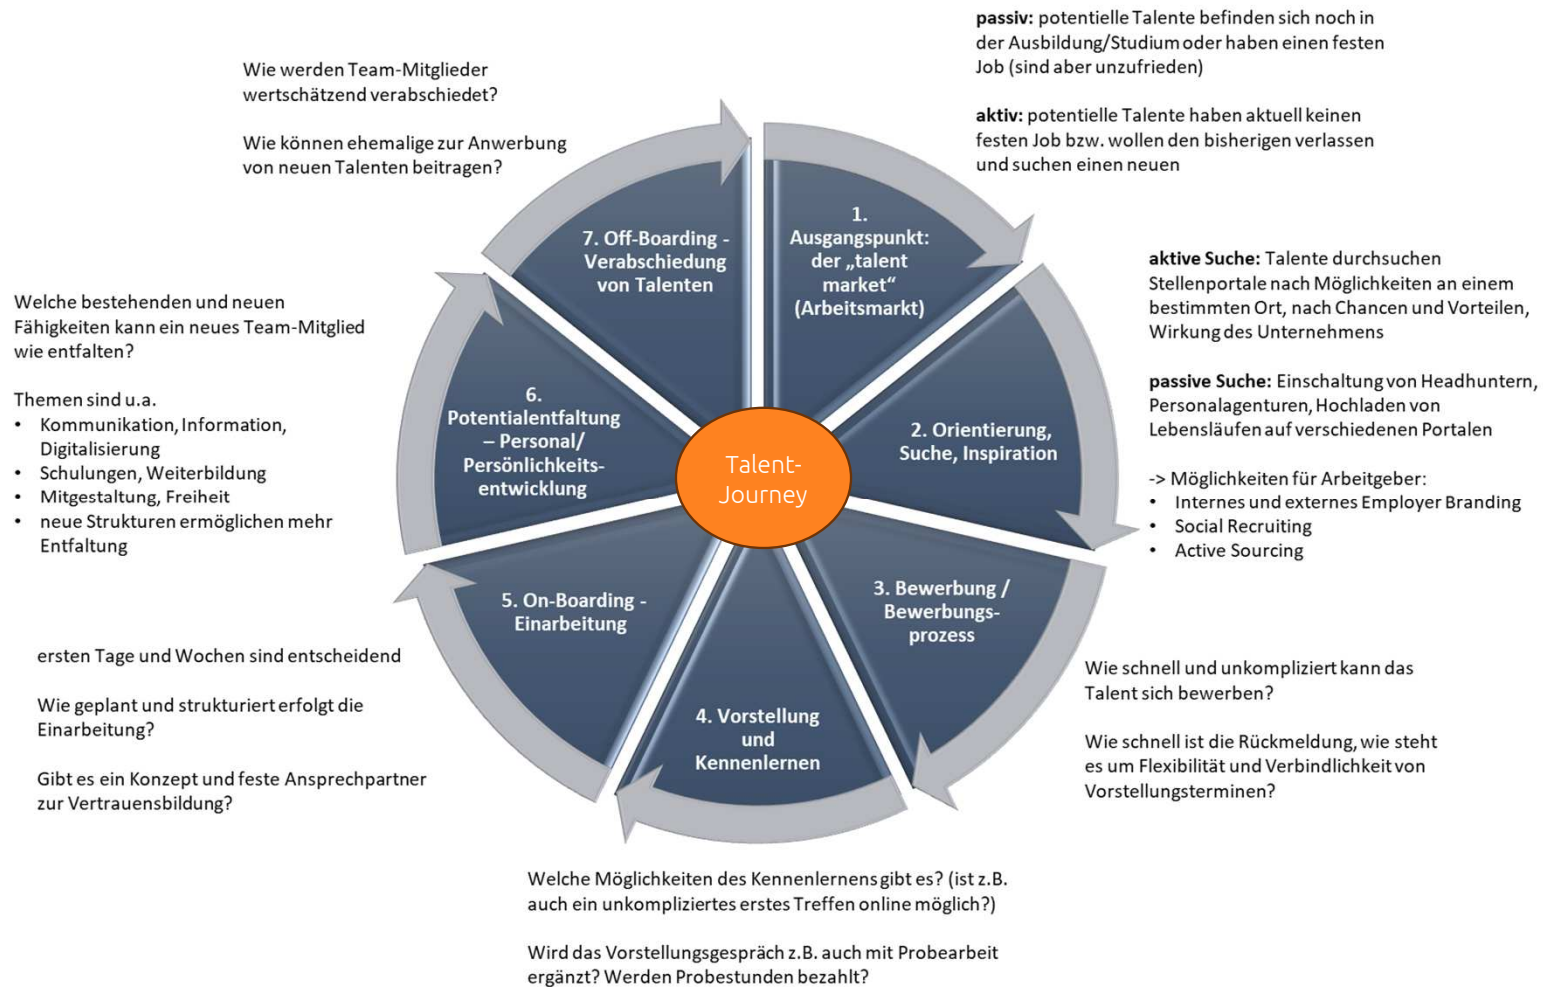 passiv: potentielle Talente befinden sich noch in
der Ausbildung/Studium oder haben einen festen
Job (sind aber unzufrieden)
aktiv: potentielle Talente haben aktuell keinen
festen Job bzw. wollen den bisherigen verlassen
und suchen einen neuen
1.
Ausgangspunkt:
der „talent
market“
(Arbeitsmarkt)
aktive Suche: Talente durchsuchen
Stellenportale nach Möglichkeiten an einem
bestimmten Ort, nach Chancen und Vorteilen,
Wirkung des Unternehmens
passive Suche: Einschaltung von Headhuntern,
Personalagenturen, Hochladen von
Lebensläufen auf verschiedenen Portalen
-> Möglichkeiten für Arbeitgeber:
• Internes und externes Employer Branding
• Social Recruiting
• Active Sourcing
2. Orientierung,
Suche, Inspiration
3. Bewerbung /
Bewerbungs-
prozess
Wie schnell und unkompliziert kann das
Talent sich bewerben?
Wie schnell ist die Rückmeldung, wie steht
es um Flexibilität und Verbindlichkeit von
Vorstellungsterminen?
4. Vorstellung
und
Kennenlernen
Welche Möglichkeiten des Kennenlernens gibt es? (ist z.B.
auch ein unkompliziertes erstes Treffen online möglich?)
Wird das Vorstellungsgespräch z.B. auch mit Probearbeit
ergänzt? Werden Probestunden bezahlt?
5. On-Boarding -
Einarbeitung
ersten Tage und Wochen sind entscheidend
Wie geplant und strukturiert erfolgt die
Einarbeitung?
Gibt es ein Konzept und feste Ansprechpartner
zur Vertrauensbildung?
6.
Potentialentfaltung
– Personal/
Persönlichkeits-
entwicklung
Welche bestehenden und neuen
Fähigkeiten kann ein neues Team-Mitglied
wie entfalten?
Themen sind u.a.
• Kommunikation, Information,
Digitalisierung
• Schulungen, Weiterbildung
• Mitgestaltung, Freiheit
• neue Strukturen ermöglichen mehr
Entfaltung
7. Off-Boarding -
Verabschiedung
von Talenten
Wie werden Team-Mitglieder
wertschätzend verabschiedet?
Wie können ehemalige zur Anwerbung
von neuen Talenten beitragen?
Talent-
Journey